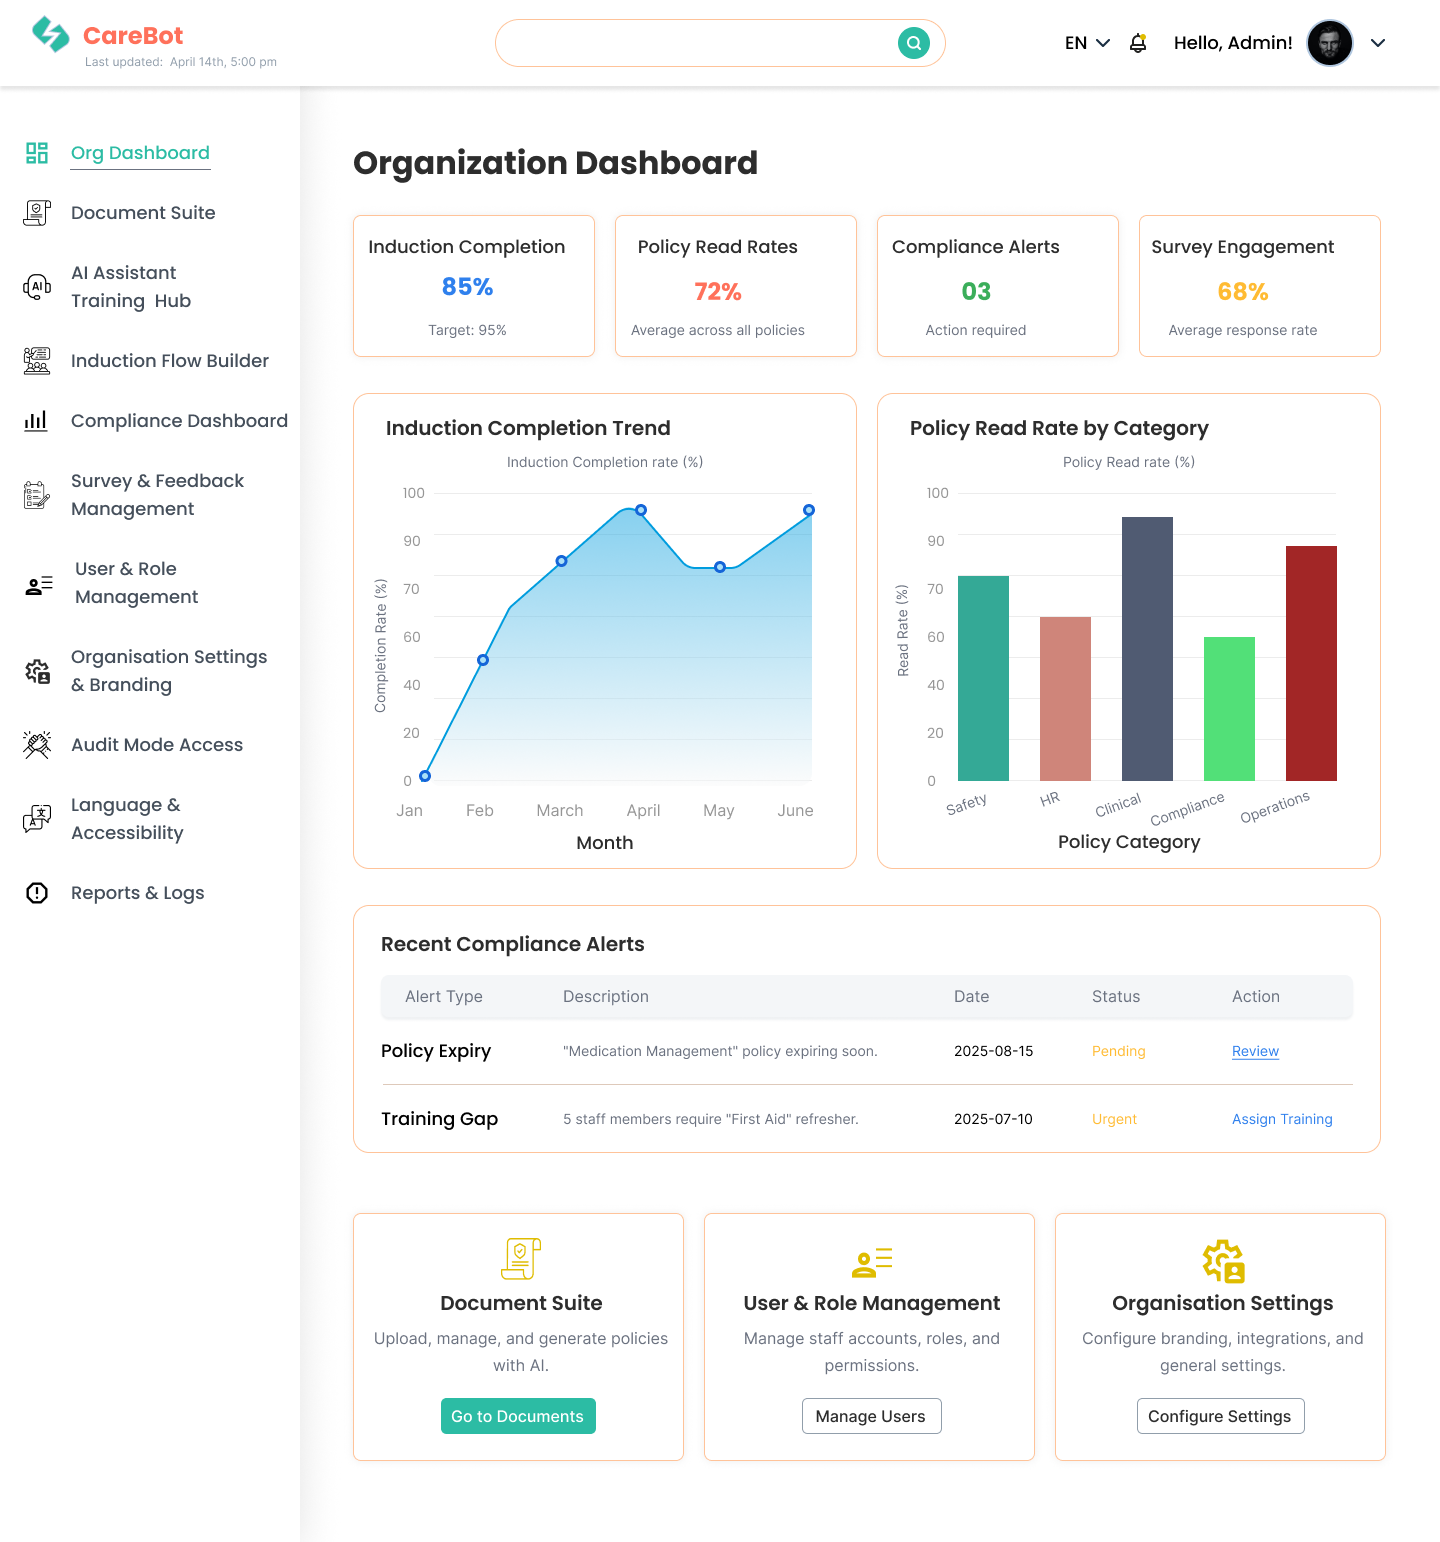 CareBot
Last updated: April 14th, 5:00 pm
EN
Hello, Admin!
Org Dashboard
Document Suite
AI Assistant
Training Hub
Induction Flow Builder
Compliance Dashboard
Survey & Feedback
Management
User & Role
Management
Organisation Settings
& Branding
Audit Mode Access
Language &
Accessibility
Reports & Logs
AI
Organization Dashboard
Induction Completion
85%
Target: 95%
Policy Read Rates
72%
Average across all policies
Compliance Alerts
03
Action required
Survey Engagement
68%
Average response rate
Induction Completion Trend
Induction Completion rate (%)
Completion Rate (%)
100
90
70
60
40
20
0
Jan Feb March April May June
Month
Policy Read Rate by Category
Policy Read rate (%)
Read Rate (%)
100
90
70
60
40
20
0
Safety HR Clinical Compliance Operations
Policy Category
Recent Compliance Alerts
Alert Type Description Date Status Action
Policy Expiry "Medication Management" policy expiring soon. 2025-08-15 Pending Review
Training Gap 5 staff members require "First Aid" refresher. 2025-07-10 Urgent Assign Training
Document Suite
Upload, manage, and generate policies
with AI.
Go to Documents
User & Role Management
Manage staff accounts, roles, and
permissions.
Manage Users
Organisation Settings
Configure branding, integrations, and
general settings.
Configure Settings